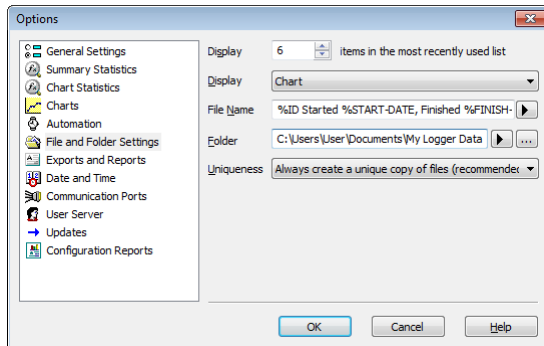 Options
General Settings
Summary Statistics
Chart Statistics
Charts
Automation
File and Folder Settings
Exports and Reports
Date and Time
Communication Ports
User Server
Updates
Configuration Reports
Display 6 items in the most recently used list
Display Chart
File Name %ID Started %START-DATE, Finished %FINISH-
Folder C:\Users\User\Documents\My Logger Data ...
Uniqueness Always create a unique copy of files (recommended
OK Cancel Help